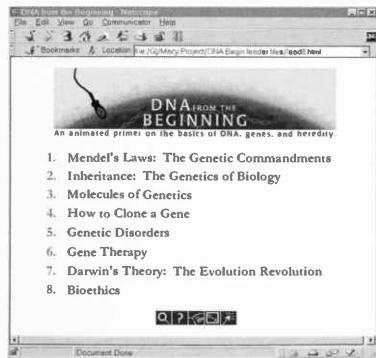 DNA from the Beginning - Netscape
File Edit View Go Communicator Help
Bookmarks Location
DNA FROM THE
BEGINNING
An animated primer on the basics of DNA, genes, and heredity
1. Mendel's Laws: The Genetic Commandments
2. Inheritance: The Genetics of Biology
3. Molecules of Genetics
4. How to Clone a Gene
5. Genetic Disorders
6. Gene Therapy
7. Darwin's Theory: The Evolution Revolution
8. Bioethics
Document Done